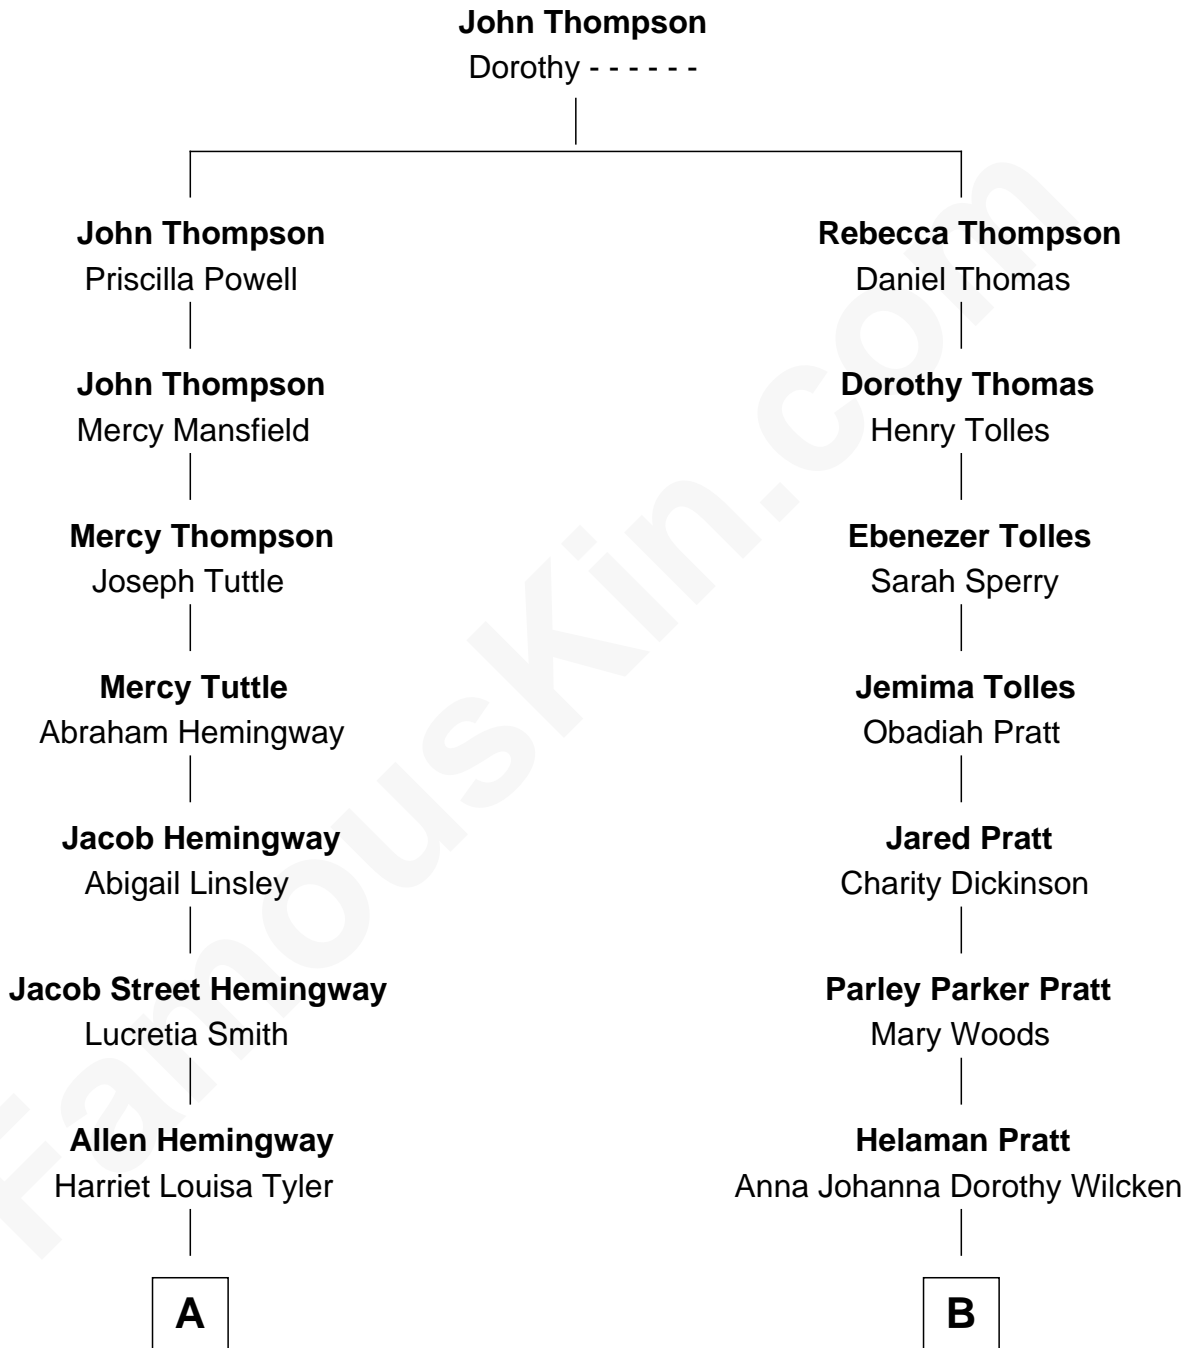 John Thompson
Dorothy - - - - - -
John Thompson
Priscilla Powell
Rebecca Thompson
Daniel Thomas
John Thompson
Mercy Mansfield
Dorothy Thomas
Henry Tolles
Mercy Thompson
Joseph Tuttle
Ebenezer Tolles
Sarah Sperry
Mercy Tuttle
Abraham Hemingway
Jemima Tolles
Obadiah Pratt
Jacob Hemingway
Abigail Linsley
Jared Pratt
Charity Dickinson
Jacob Street Hemingway
Lucretia Smith
Parley Parker Pratt
Mary Woods
Allen Hemingway
Harriet Louisa Tyler
Helaman Pratt
Anna Johanna Dorothy Wilcken
A
B
FamousKin.com